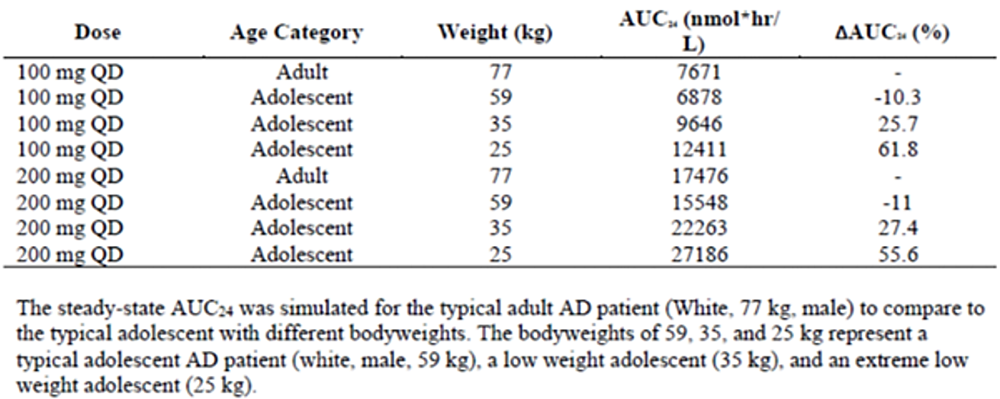 Dose Age Category Weight (kg) AUC₂₄ (nmol*hr/ ΔAUC₂₄ (%)
L)
100 mg QD Adult 77 7671 -
100 mg QD Adolescent 59 6878 -10.3
100 mg QD Adolescent 35 9646 25.7
100 mg QD Adolescent 25 12411 61.8
200 mg QD Adult 77 17476 -
200 mg QD Adolescent 59 15548 -11
200 mg QD Adolescent 35 22263 27.4
200 mg QD Adolescent 25 27186 55.6
The steady-state AUC₂₄ was simulated for the typical adult AD patient (White, 77 kg, male) to compare to
the typical adolescent with different bodyweights. The bodyweights of 59, 35, and 25 kg represent a
typical adolescent AD patient (white, male, 59 kg), a low weight adolescent (35 kg), and an extreme low
weight adolescent (25 kg).